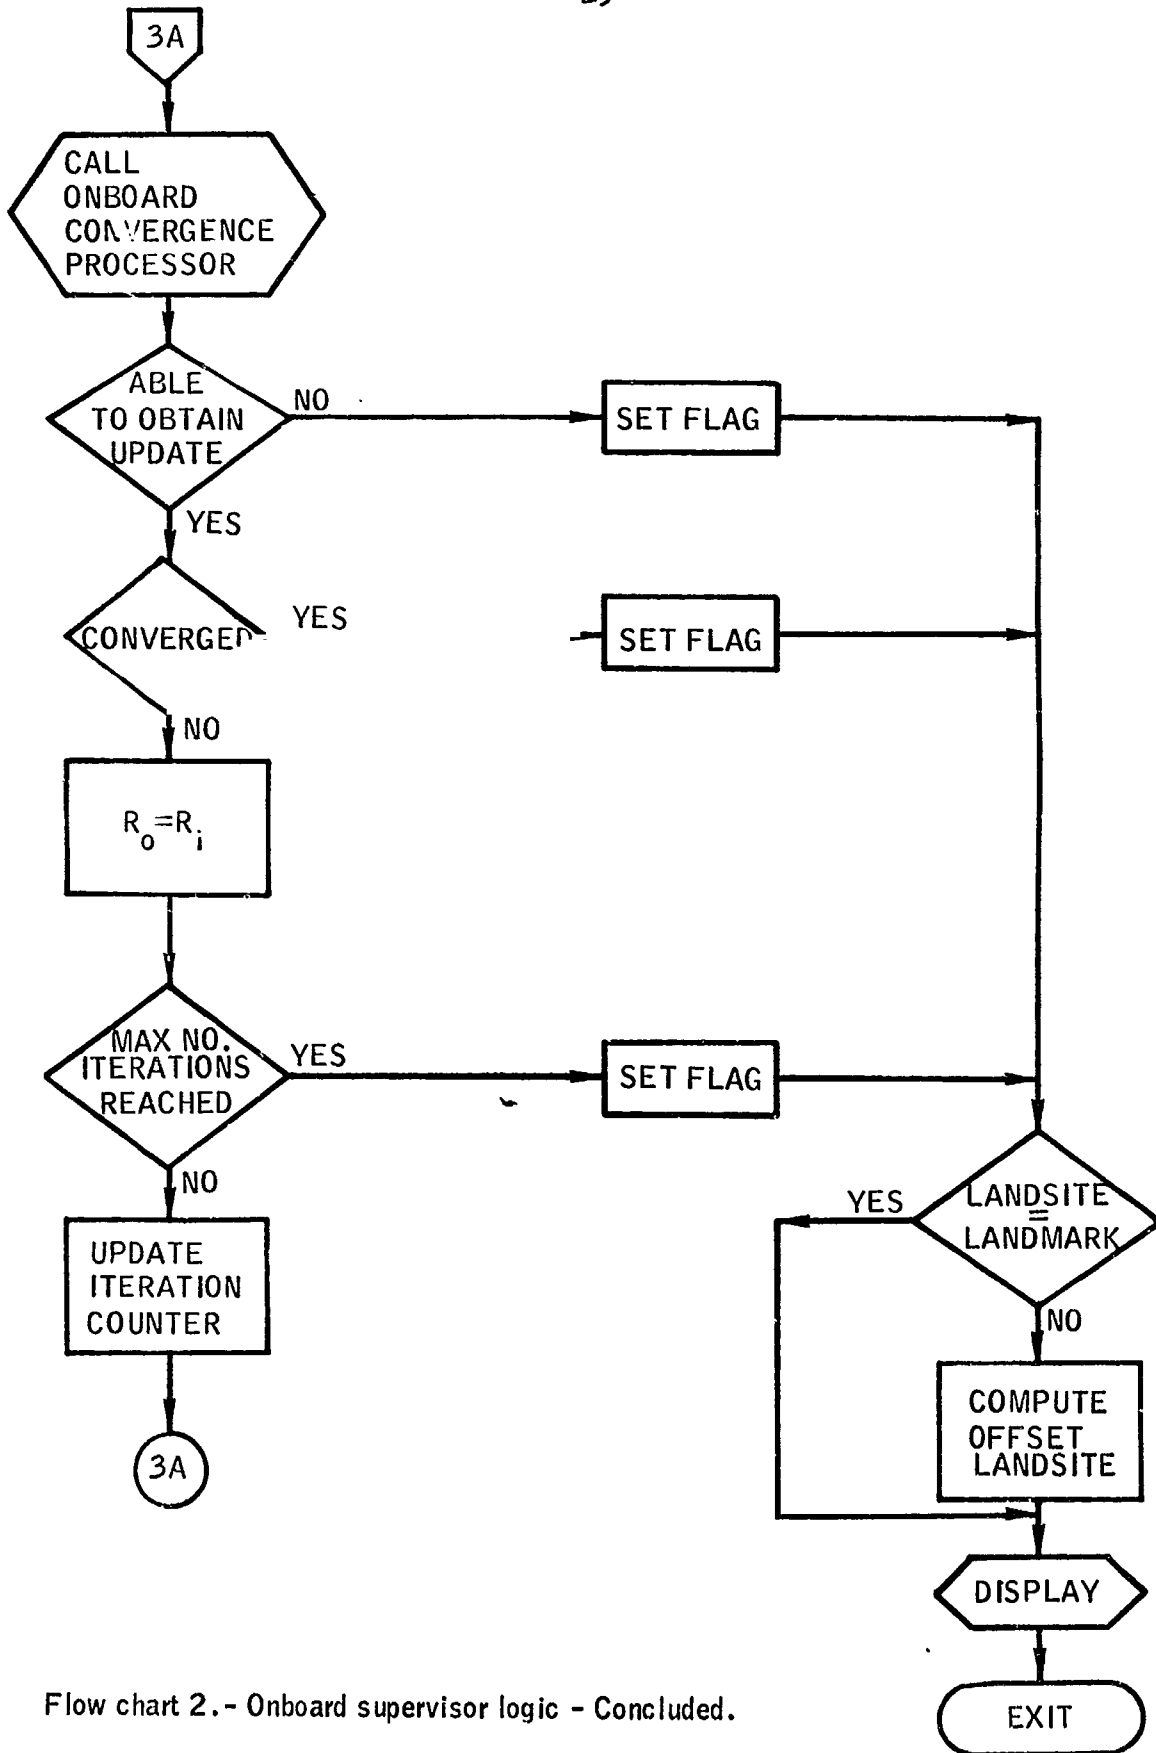 3A
CALL
ONBOARD
CONVERGENCE
PROCESSOR
ABLE
TO OBTAIN
UPDATE
NO
SET FLAG
YES
CONVERGED
YES
SET FLAG
NO
R_o=R_i
MAX NO.
ITERATIONS
REACHED
YES
SET FLAG
NO
UPDATE
ITERATION
COUNTER
3A
LANDSITE
=
LANDMARK
YES
NO
COMPUTE
OFFSET
LANDSITE
DISPLAY
EXIT
Flow chart 2.- Onboard supervisor logic - Concluded.